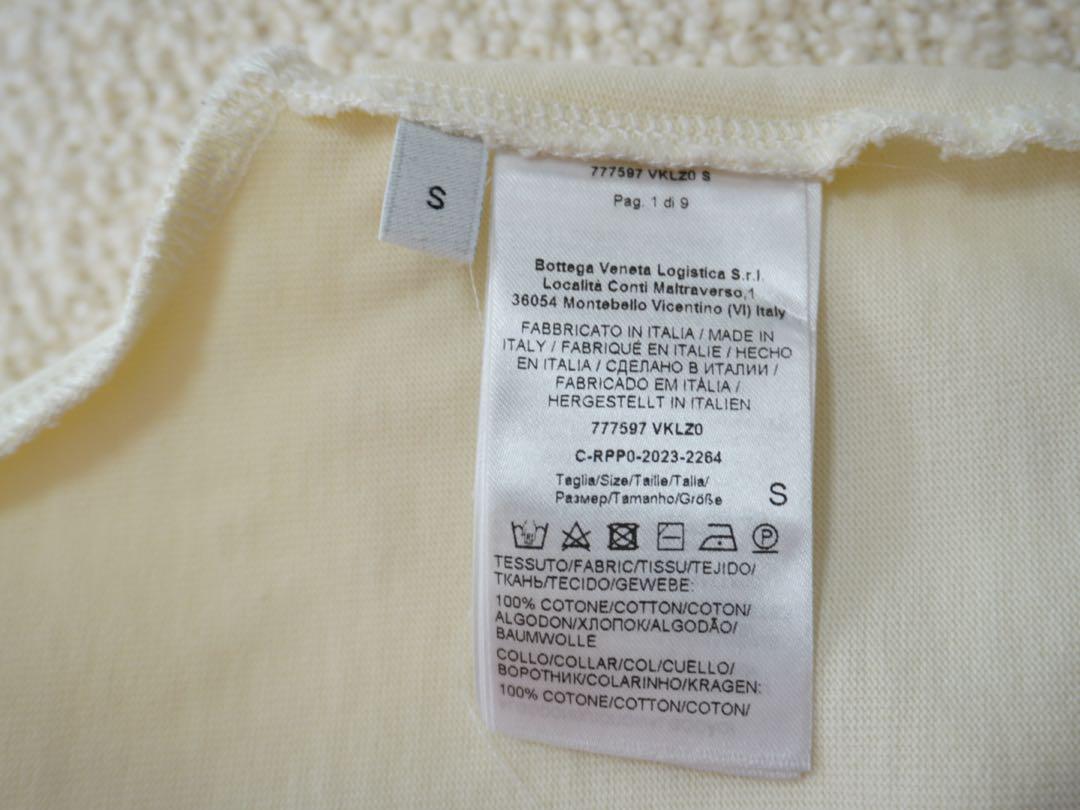 S
777597 VKLZ0 S
Pag. 1 di 9
Bottega Veneta Logistica S.r.l.
Località Conti Maltraverso,1
36054 Montebello Vicentino (VI) Italy
FABBRICATO IN ITALIA / MADE IN
ITALY / FABRIQUÉ EN ITALIE / HECHO
EN ITALIA / СДЕЛАНО В ИТАЛИИ /
FABRICADO EM ITÀLIA /
HERGESTELLT IN ITALIEN
777597 VKLZ0
C-RPP0-2023-2264
Taglia/Size/Taille/Talla/
Размер/Tamanho/Größe S
P
TESSUTO/FABRIC/TISSU/TEJIDO/
ТКАНЬ/TECIDO/GEWEBE:
100% COTONE/COTTON/COTON/
ALGODON/ХЛОПОК/ALGODÃO/
BAUMWOLLE
COLLO/COLLAR/COL/CUELLO/
ВОРОТНИК/COLARINHO/KRAGEN:
100% COTONE/COTTON/COTON/